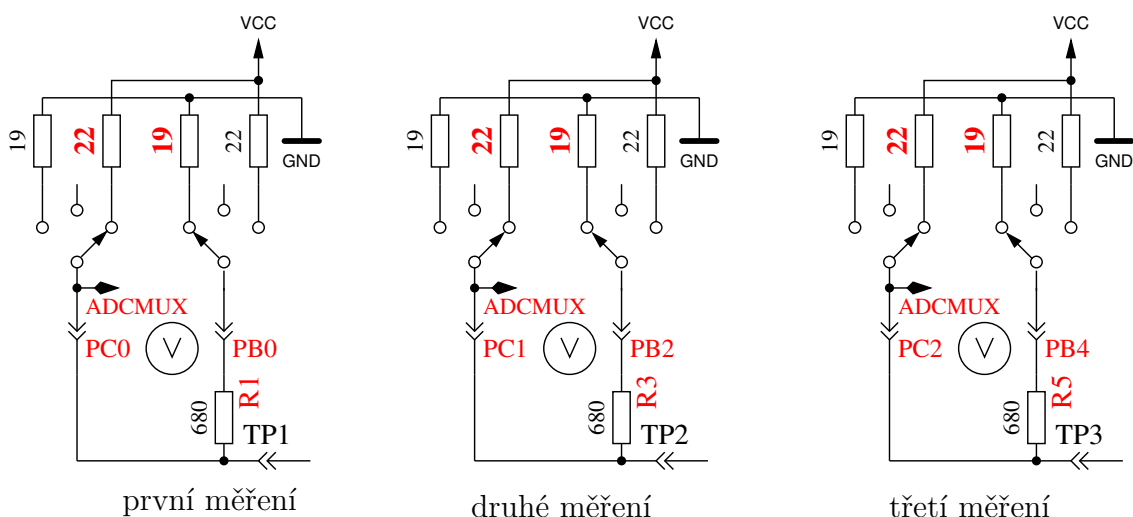 VCC
19
22
19
22
GND
ADCMUX
PC0
V
PB0
R1
680
TP1
první měření
VCC
19
22
19
22
GND
ADCMUX
PC1
V
PB2
R3
680
TP2
druhé měření
VCC
19
22
19
22
GND
ADCMUX
PC2
V
PB4
R5
680
TP3
třetí měření